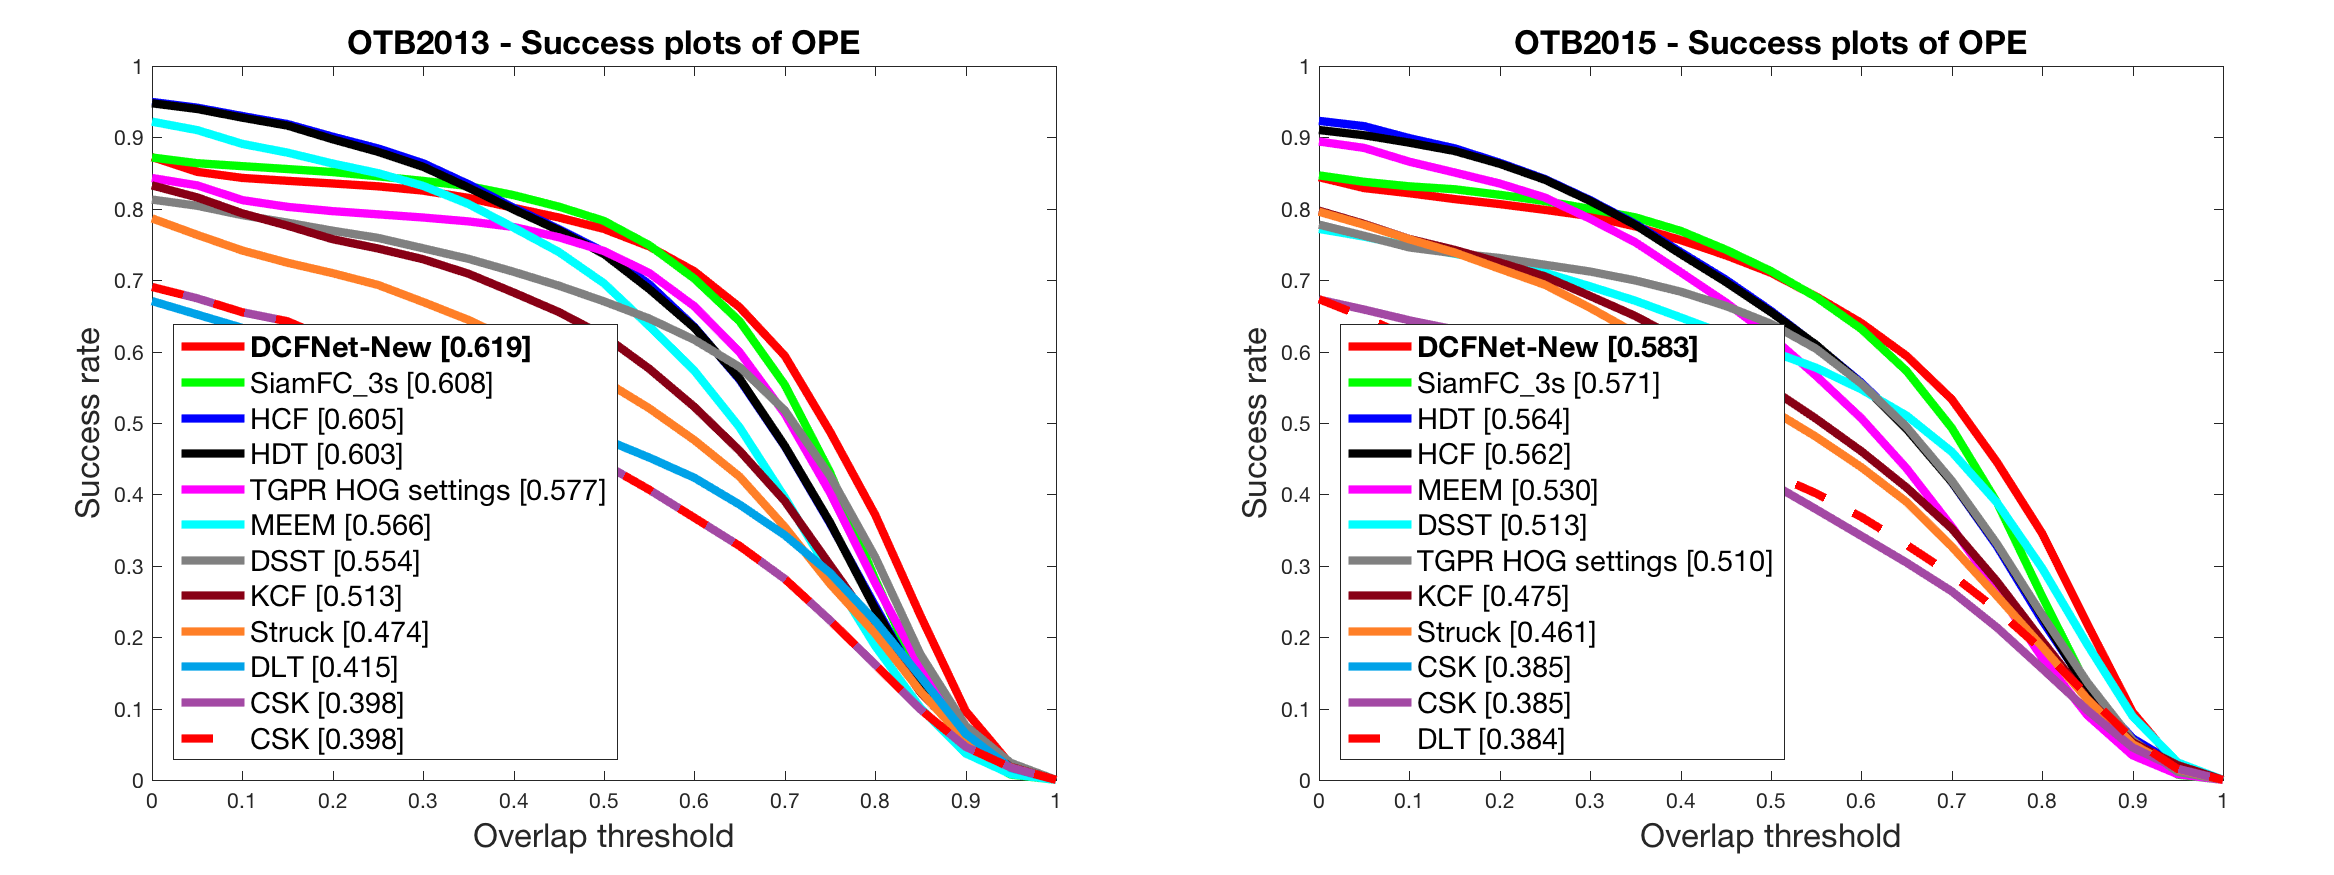 OTB2013 - Success plots of OPE
Success rate
1
0.9
0.8
0.7
0.6
0.5
0.4
0.3
0.2
0.1
0
DCFNet-New [0.619]
SiamFC_3s [0.608]
HCF [0.605]
HDT [0.603]
TGPR HOG settings [0.577]
MEEM [0.566]
DSST [0.554]
KCF [0.513]
Struck [0.474]
DLT [0.415]
CSK [0.398]
CSK [0.398]
0 0.1 0.2 0.3 0.4 0.5 0.6 0.7 0.8 0.9 1
Overlap threshold
OTB2015 - Success plots of OPE
Success rate
1
0.9
0.8
0.7
0.6
0.5
0.4
0.3
0.2
0.1
0
DCFNet-New [0.583]
SiamFC_3s [0.571]
HDT [0.564]
HCF [0.562]
MEEM [0.530]
DSST [0.513]
TGPR HOG settings [0.510]
KCF [0.475]
Struck [0.461]
CSK [0.385]
CSK [0.385]
DLT [0.384]
0 0.1 0.2 0.3 0.4 0.5 0.6 0.7 0.8 0.9 1
Overlap threshold